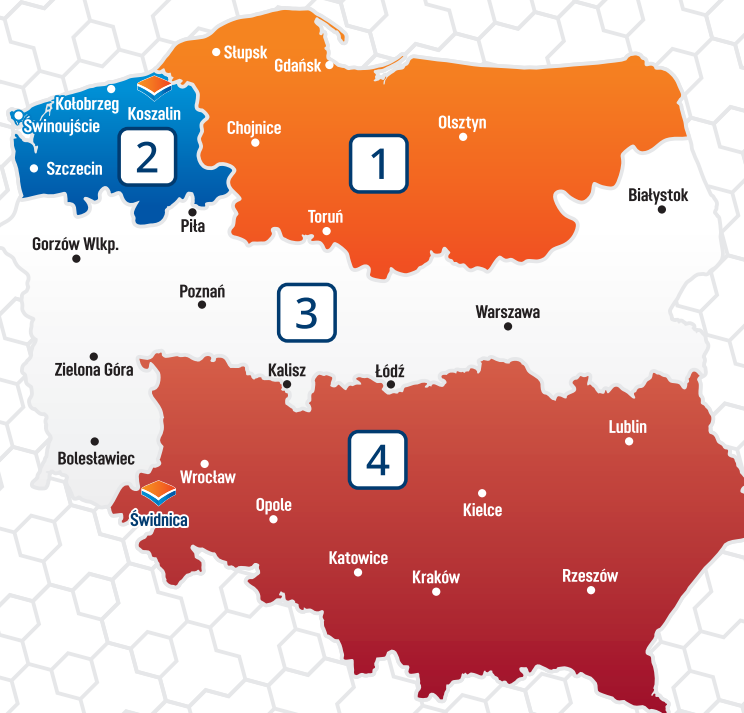 Słupsk
Gdańsk
Kołobrzeg
Koszalin
Świnoujście
Chojnice
Olsztyn
2
1
Szczecin
Białystok
Piła
Toruń
Gorzów Wlkp.
Poznań
3
Warszawa
Zielona Góra
Kalisz
Łódź
Lublin
Bolesławiec
4
Wrocław
Opole
Kielce
Świdnica
Katowice
Kraków
Rzeszów